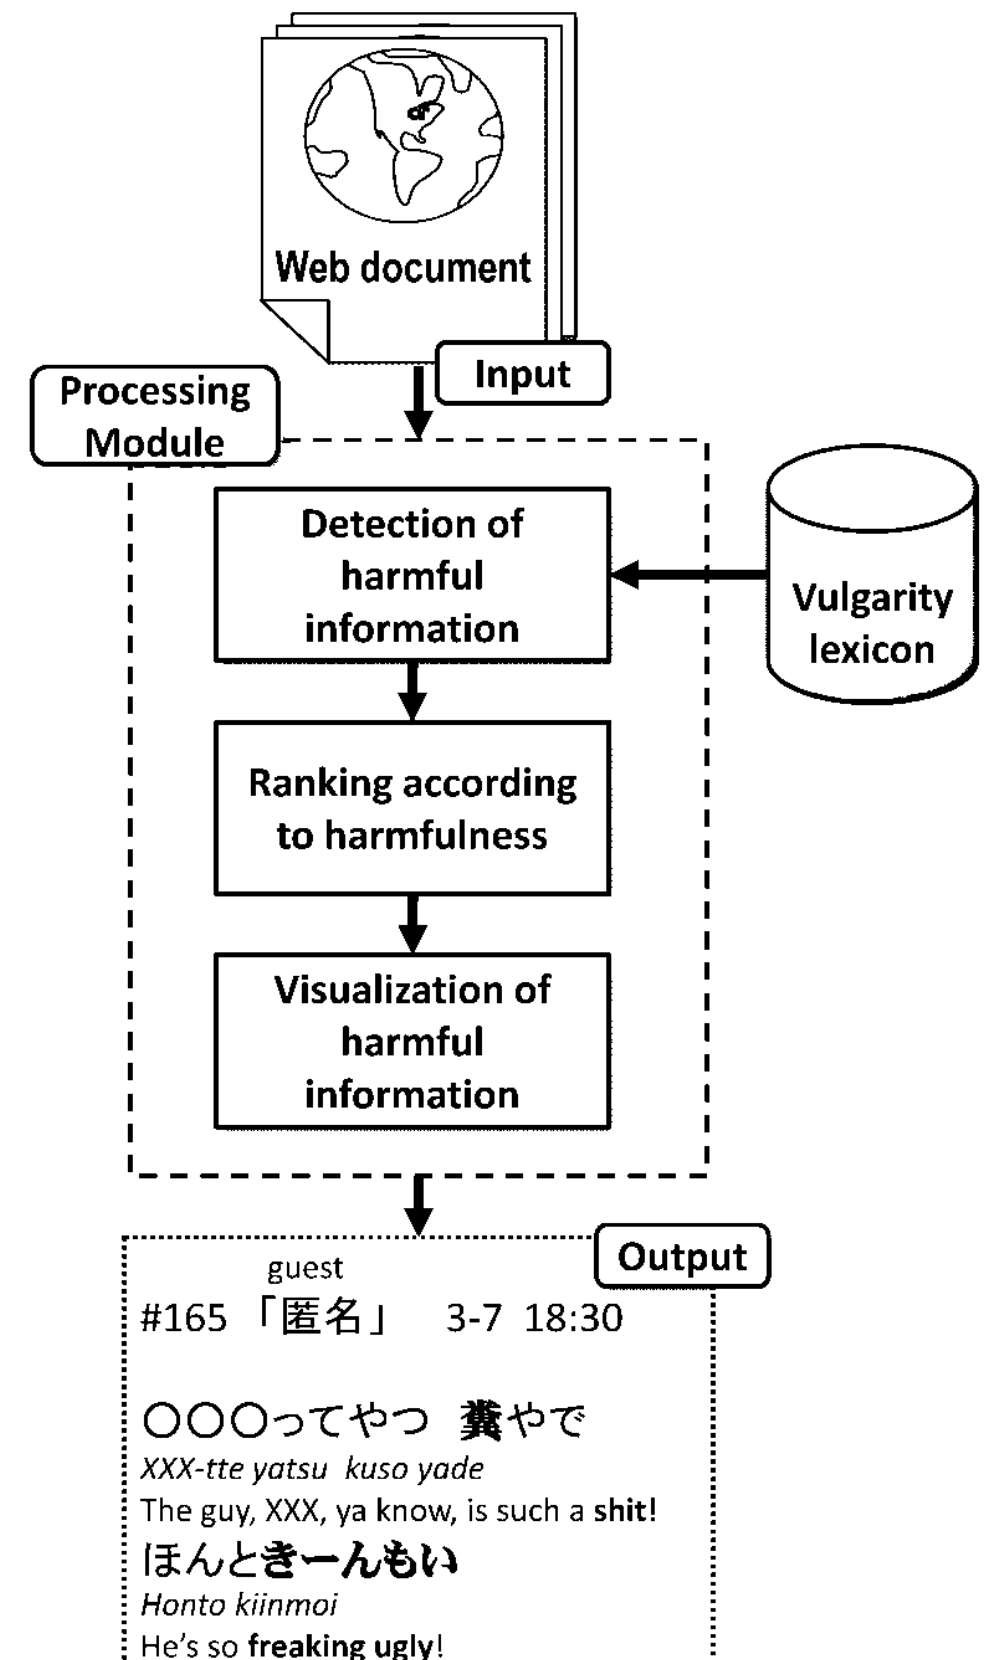 Web document
Input
Processing
Module
Detection of
harmful
information
Vulgarity
lexicon
Ranking according
to harmfulness
Visualization of
harmful
information
Output
guest
#165 「匿名」 3-7 18:30
〇〇〇ってやつ 糞やで
XXX-tte yatsu kuso yade
The guy, XXX, ya know, is such a shit!
ほんときーんもい
Honto kiinmoi
He's so freaking ugly!